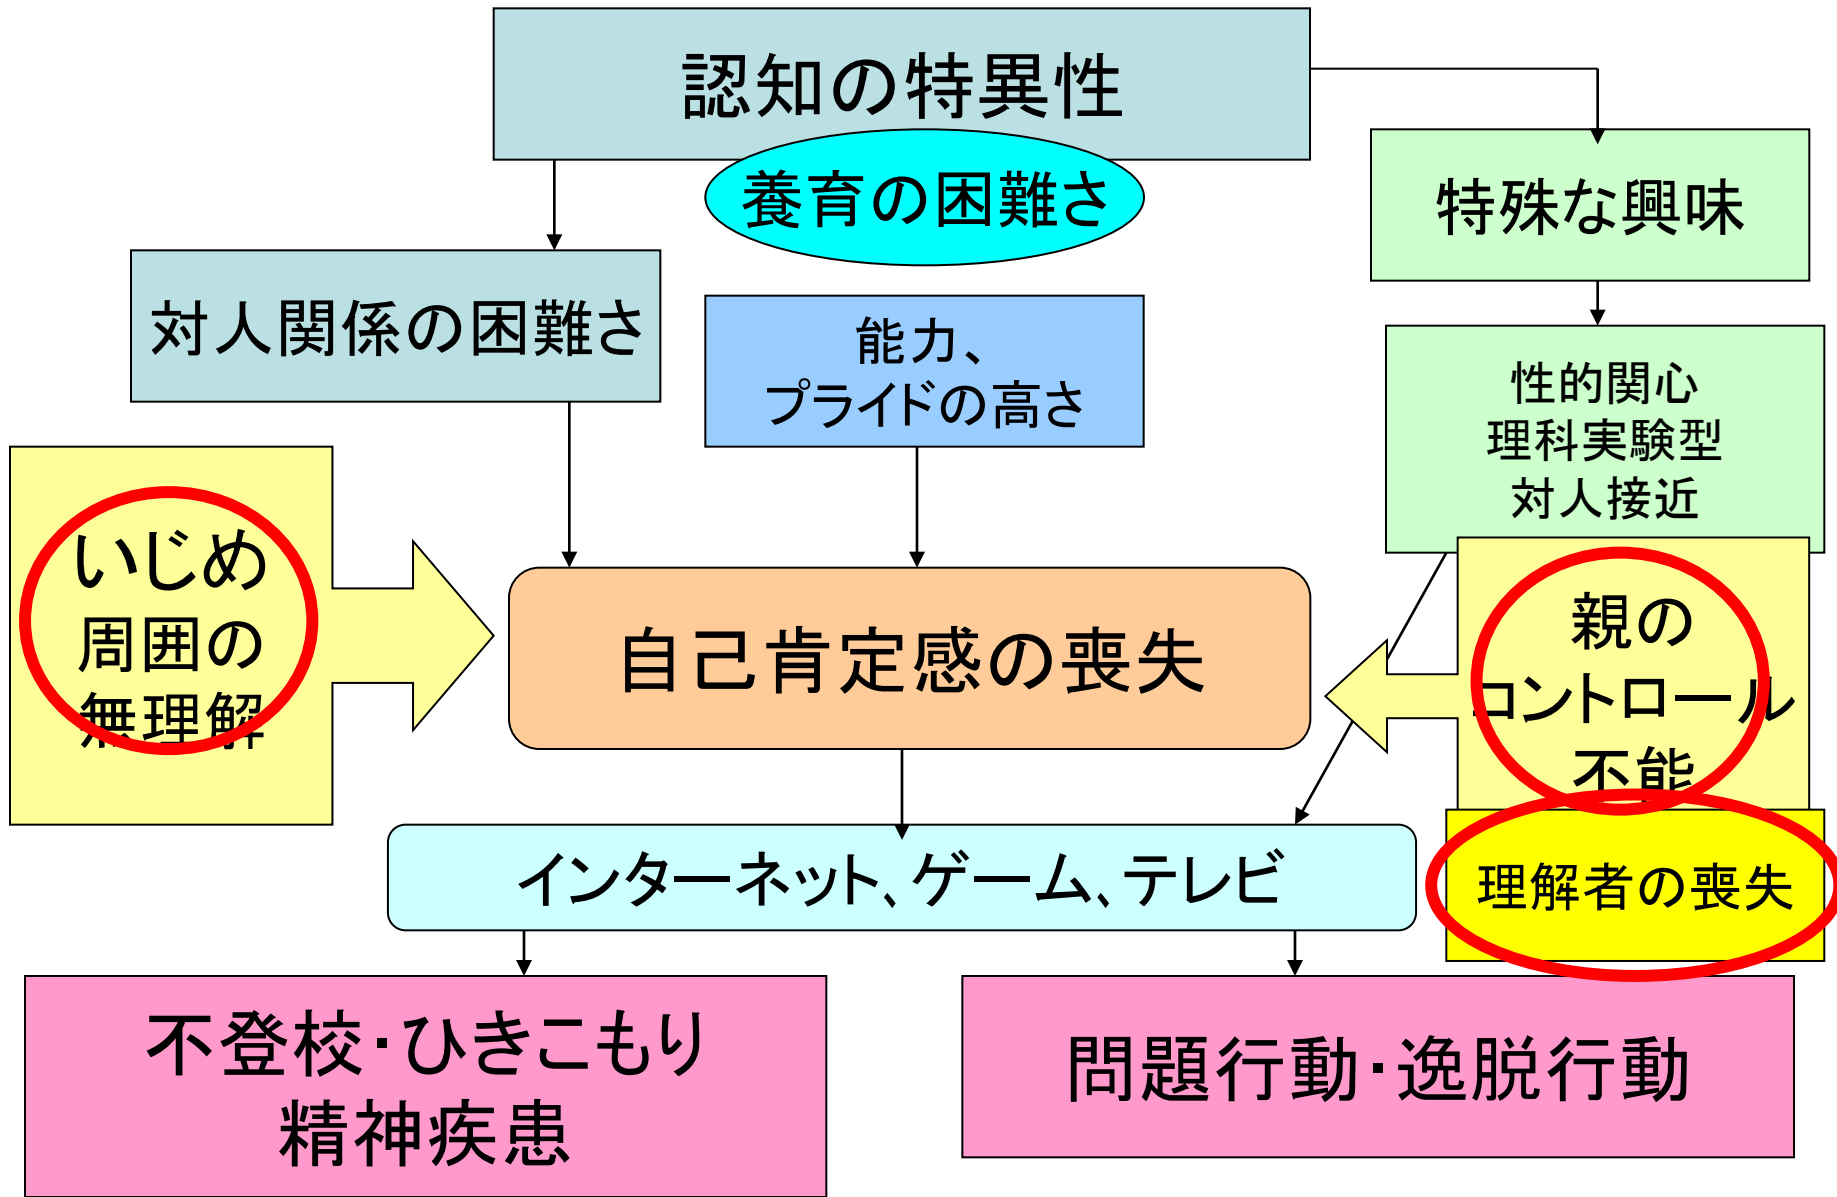 認知の特異性
養育の困難さ
特殊な興味
対人関係の困難さ
能力、
プライドの高さ
性的関心
理科実験型
対人接近
いじめ
周囲の
無理解
自己肯定感の喪失
親の
コントロール
不能
理解者の喪失
インターネット、ゲーム、テレビ
不登校・ひきこもり
精神疾患
問題行動・逸脱行動